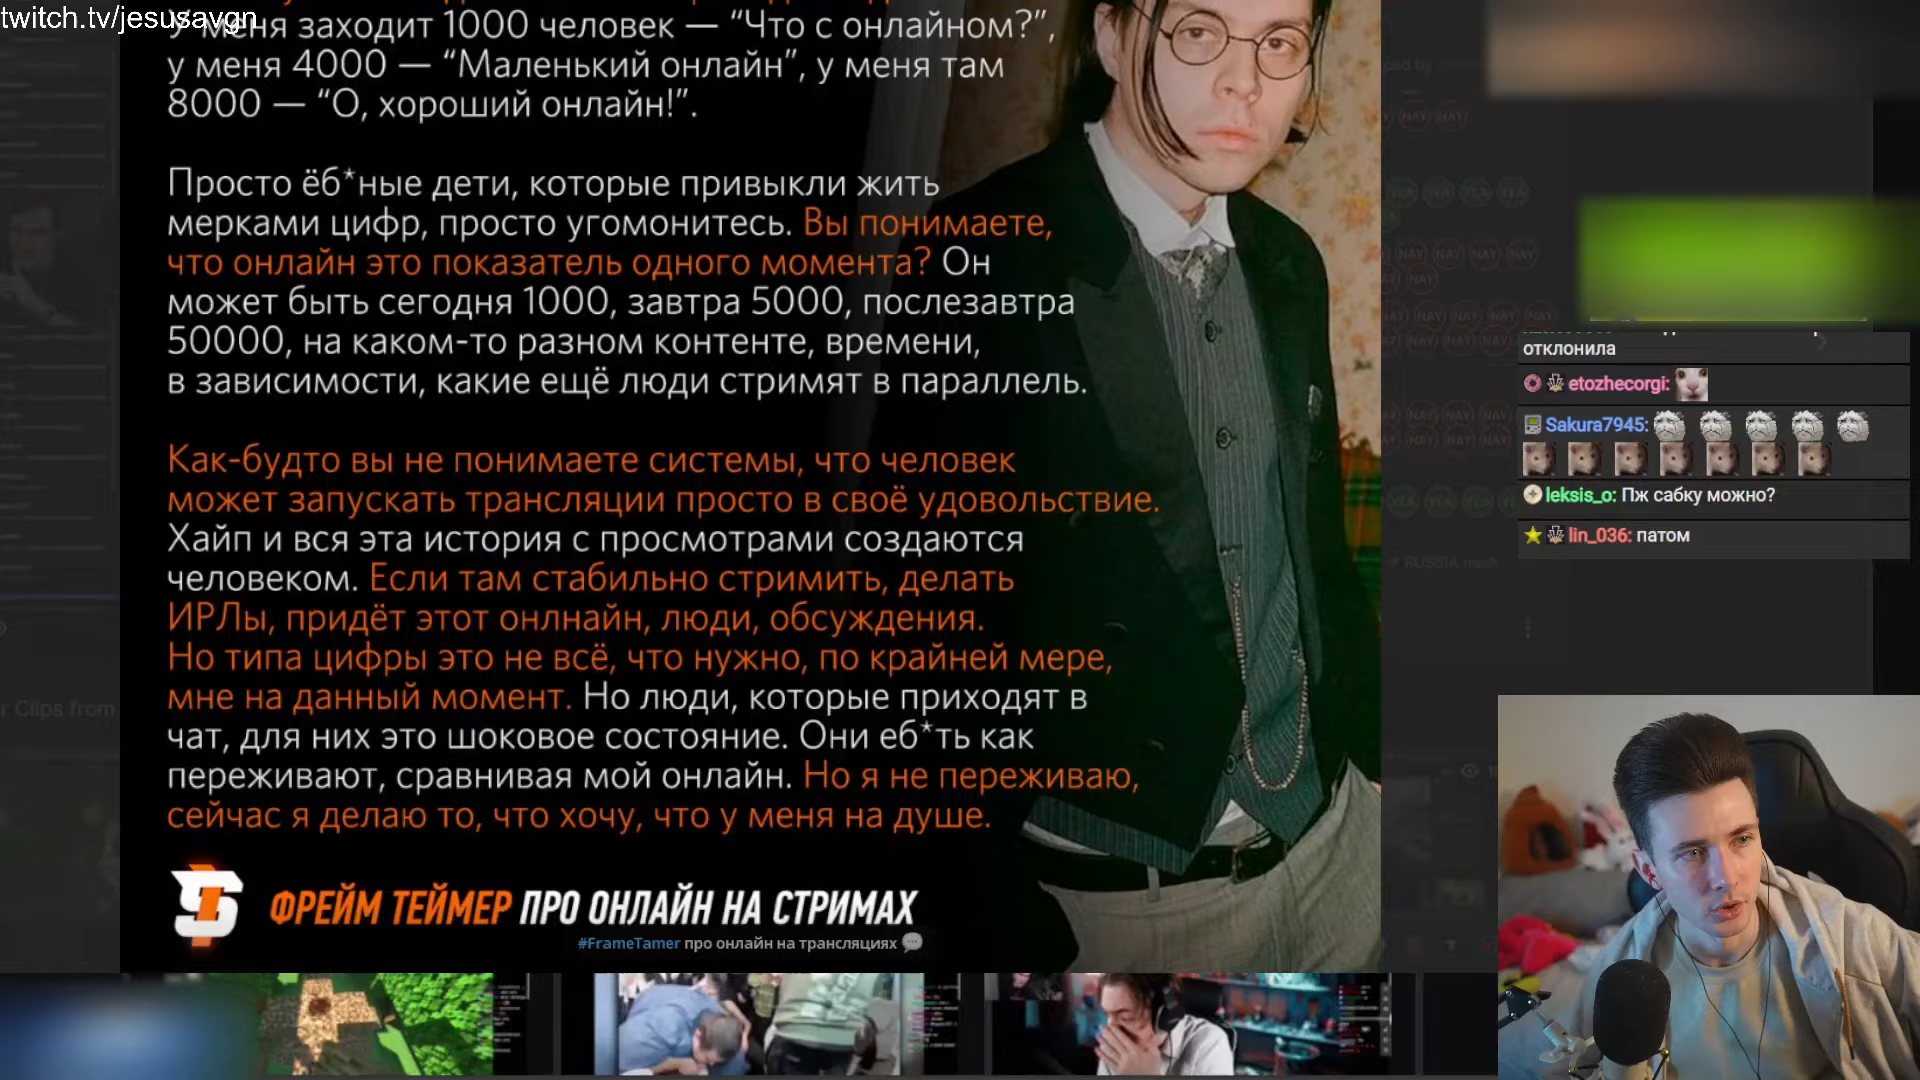 twitch.tv/jesusavgn
У меня заходит 1000 человек — “Что с онлайном?”,
у меня 4000 — “Маленький онлайн”, у меня там
8000 — “О, хороший онлайн!”.
Просто ёб*ные дети, которые привыкли жить
мерками цифр, просто угомонитесь. Вы понимаете,
что онлайн это показатель одного момента? Он
может быть сегодня 1000, завтра 5000, послезавтра
50000, на каком-то разном контенте, времени,
в зависимости, какие ещё люди стримят в параллель.
Как-будто вы не понимаете системы, что человек
может запускать трансляции просто в своё удовольствие.
Хайп и вся эта история с просмотрами создаются
человеком. Если там стабильно стримить, делать
ИРЛы, придёт этот онлнайн, люди, обсуждения.
Но типа цифры это не всё, что нужно, по крайней мере,
мне на данный момент. Но люди, которые приходят в
чат, для них это шоковое состояние. Они еб*ть как
переживают, сравнивая мой онлайн. Но я не переживаю,
сейчас я делаю то, что хочу, что у меня на душе.
ФРЕЙМ ТЕЙМЕР ПРО ОНЛАЙН НА СТРИМАХ
#FrameTamer про онлайн на трансляциях
отклонила
etozhecorgi:
Sakura7945:
leksis_o: Пж сабку можно?
lin_036: патом
r Clips from